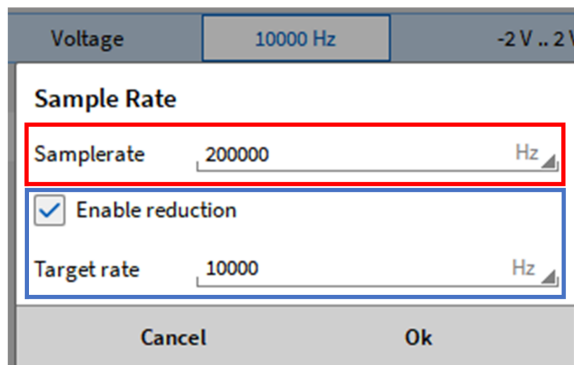 Voltage 10000 Hz -2 V .. 2 V
Sample Rate
Samplerate 200000 Hz
Enable reduction
Target rate 10000 Hz
Cancel Ok